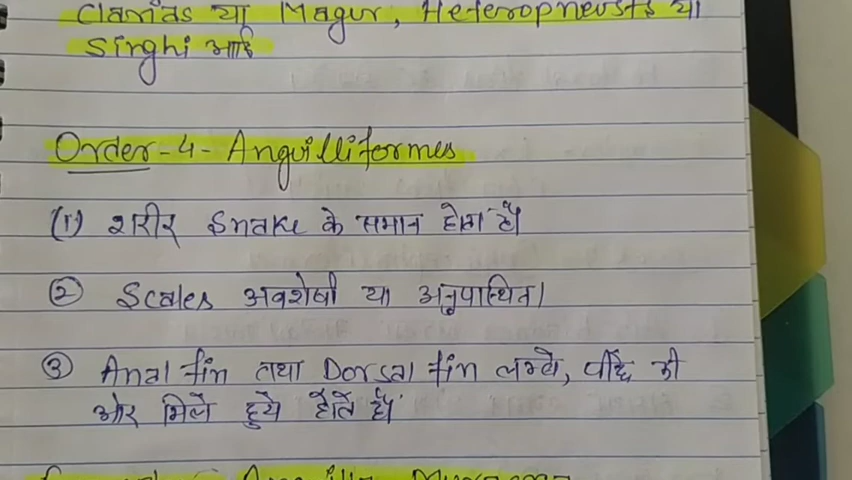 Clarias या Magur, Heteropneusts या
Singhi आदि
Order-4- Anguilliformes
(1) शरीर Snake के समान होता है।
② Scales अवशेषी या अनुपस्थित।
③ Anal fin तथा Dorsal fin लम्बे, पीछे की
ओर मिले हुये होते हैं।